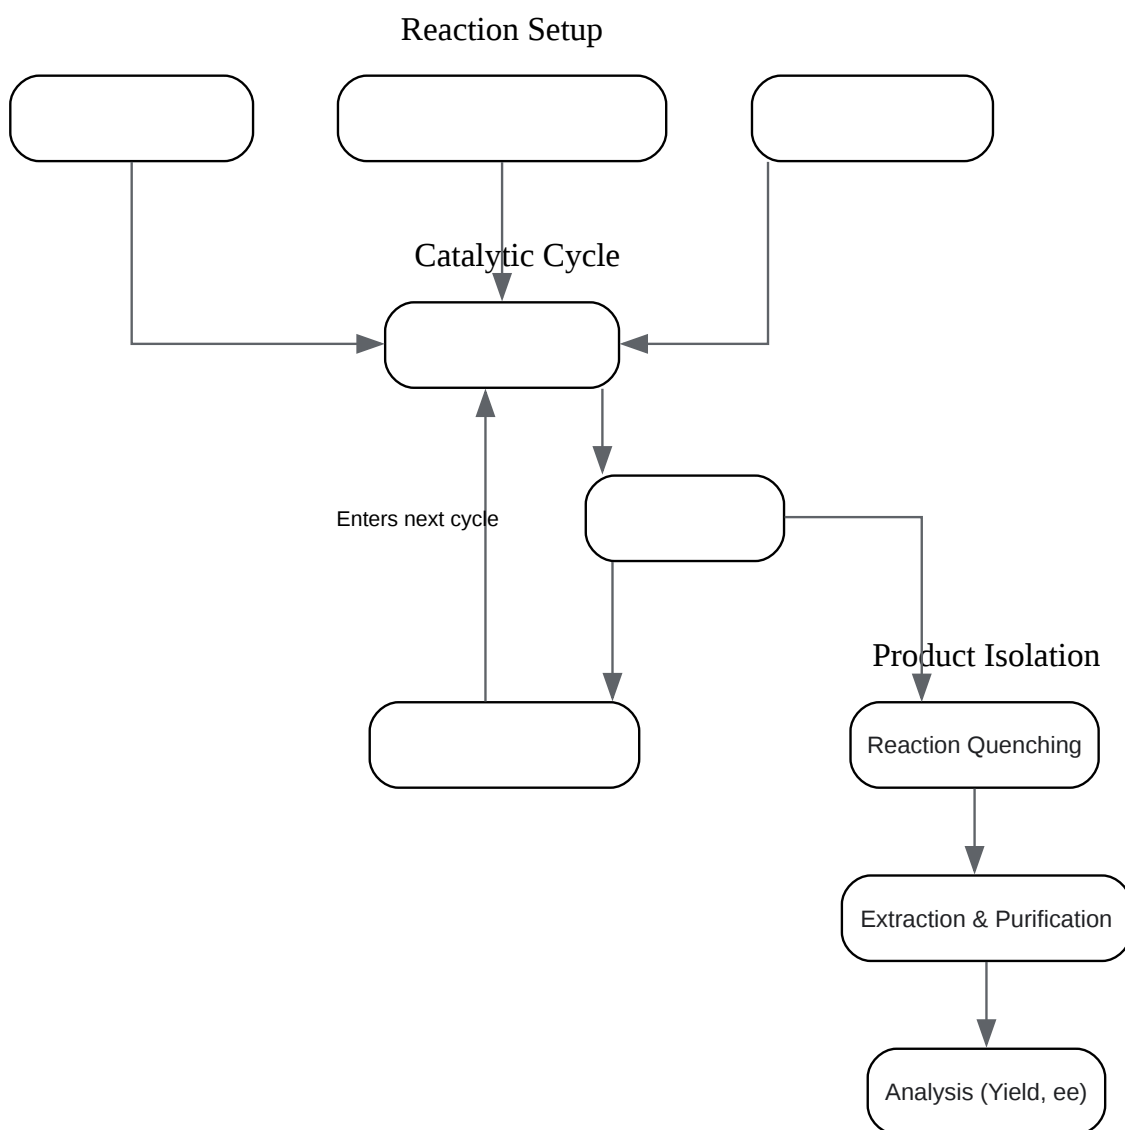 Reaction Setup
Catalytic Cycle
Enters next cycle
Product Isolation
Reaction Quenching
Extraction & Purification
Analysis (Yield, ee)